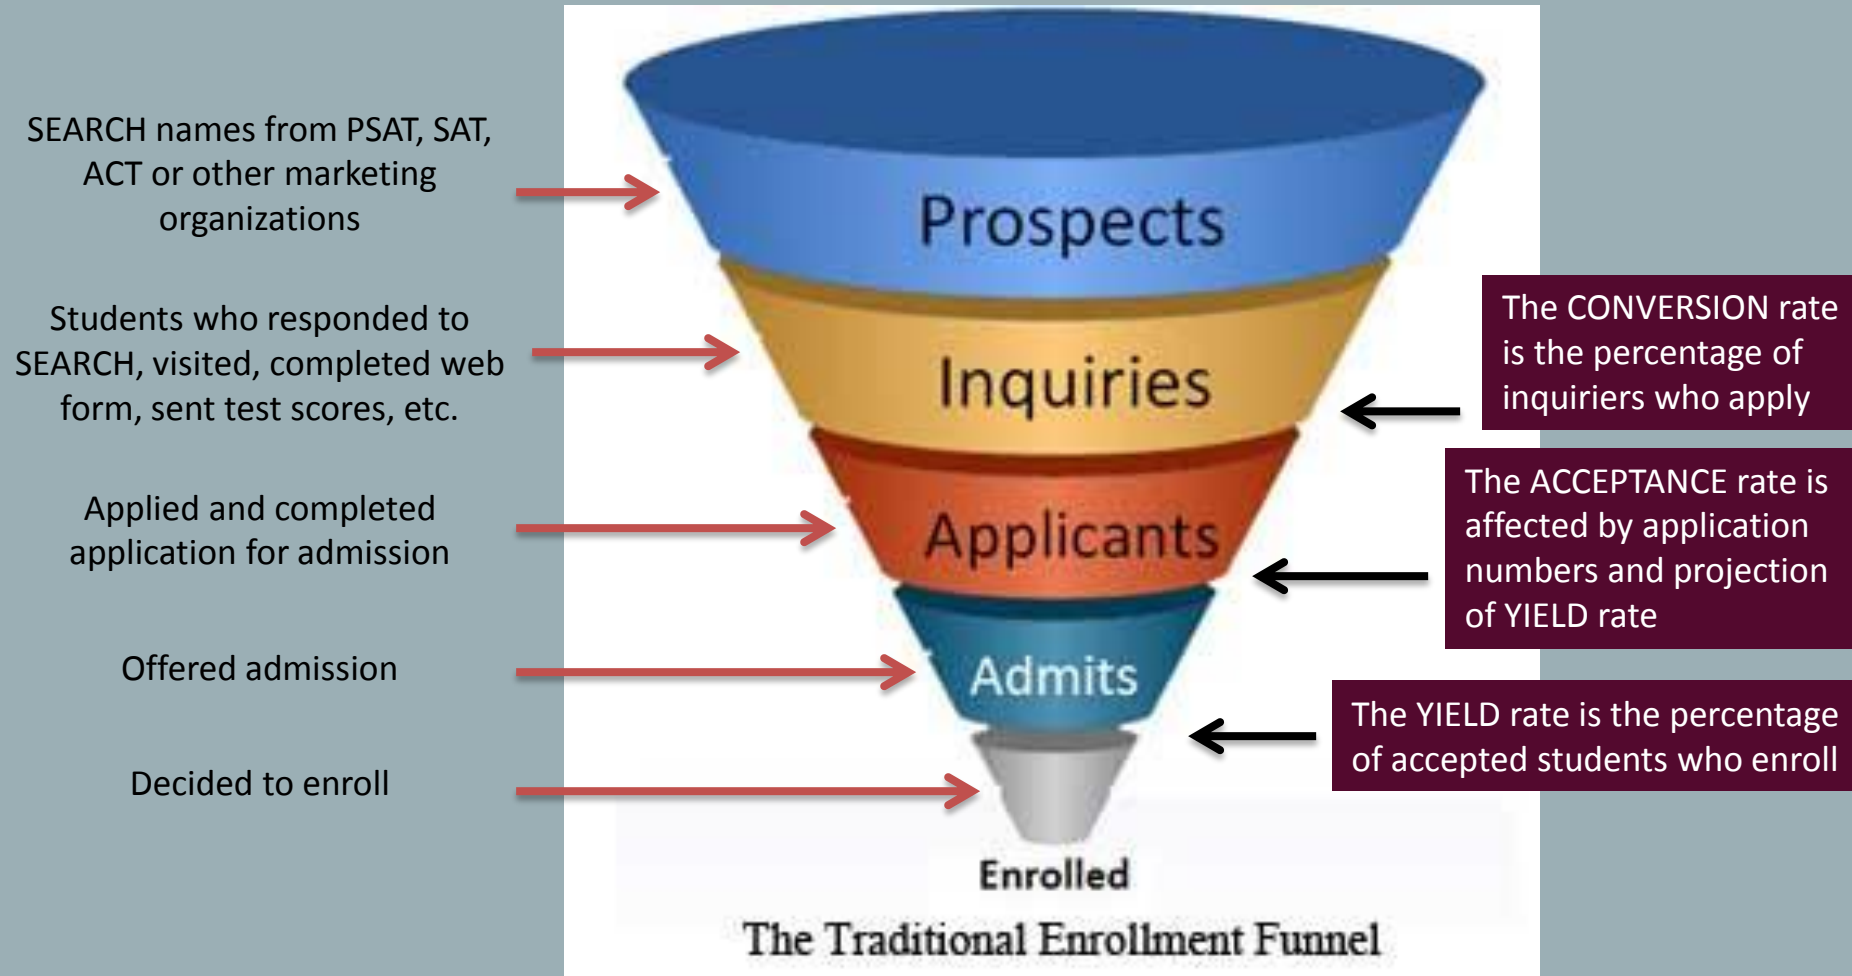 SEARCH names from PSAT, SAT,
ACT or other marketing
organizations
Prospects
Students who responded to
SEARCH, visited, completed web
form, sent test scores, etc.
Inquiries
The CONVERSION rate
is the percentage of
inquiriers who apply
Applied and completed
application for admission
Applicants
The ACCEPTANCE rate is
affected by application
numbers and projection
of YIELD rate
Offered admission
Admits
The YIELD rate is the percentage
of accepted students who enroll
Decided to enroll
Enrolled
The Traditional Enrollment Funnel